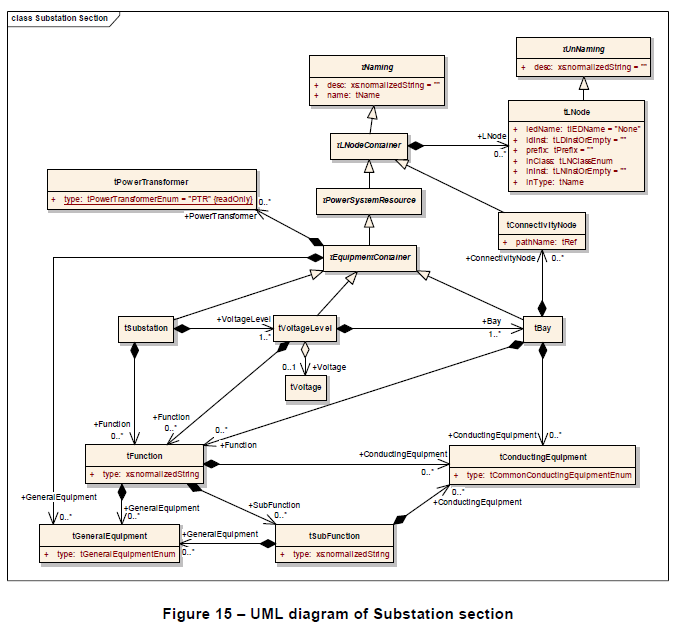 class Substation Section
tNaming
+ desc: xs:normalizedString = ""
+ name: tName
tUnNaming
+ desc: xs:normalizedString = ""
tLNodeContainer
+LNode
0..*
tLNode
+ iedName: tIEDName = "None"
+ ldInst: tLDInstOrEmpty = ""
+ prefix: tPrefix = ""
+ lnClass: tLNClassEnum
+ lnInst: tLNInstOrEmpty = ""
+ lnType: tName
tPowerTransformer
+ type: tPowerTransformerEnum = "PTR" {readOnly}
0..*
+PowerTransformer
tPowerSystemResource
tConnectivityNode
+ pathName: tRef
+ConnectivityNode
0..*
tEquipmentContainer
tSubstation
+VoltageLevel
1..*
tVoltageLevel
+Bay
1..*
tBay
0..1
+Voltage
tVoltage
+Function
0..*
+Function
0..*
0..*
+Function
+ConductingEquipment
0..*
tFunction
+ type: xs:normalizedString
+ConductingEquipment
0..*
tConductingEquipment
+ type: tCommonConductingEquipmentEnum
0..*
+ConductingEquipment
+GeneralEquipment
0..*
+GeneralEquipment
0..*
+SubFunction
0..*
tGeneralEquipment
+ type: tGeneralEquipmentEnum
+GeneralEquipment
0..*
tSubFunction
+ type: xs:normalizedString
Figure 15 – UML diagram of Substation section